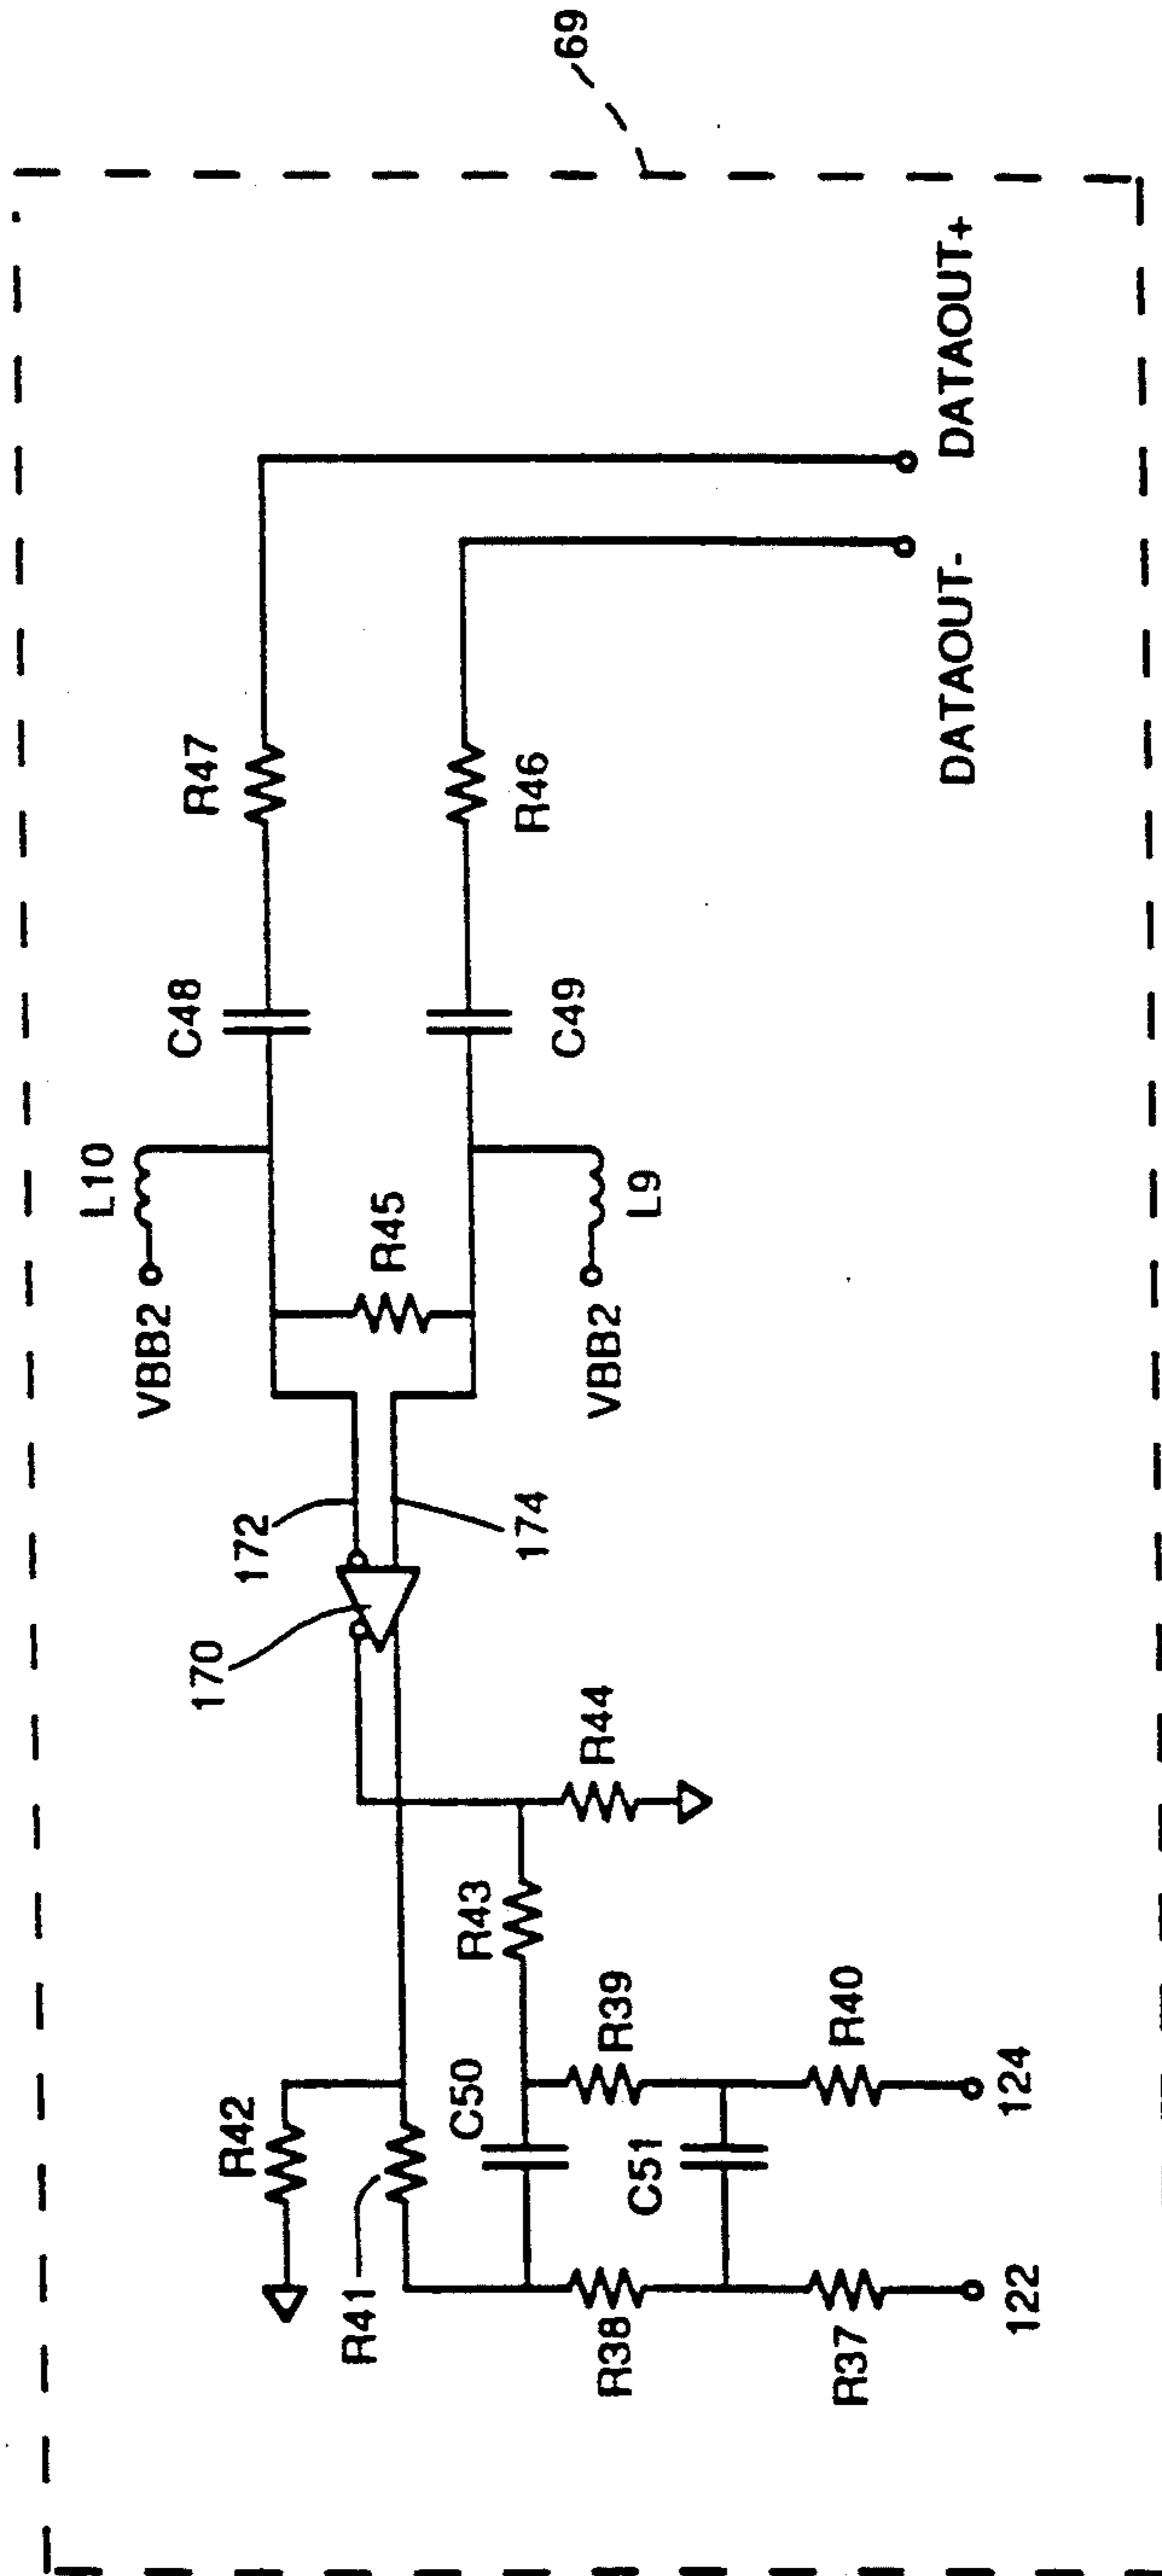 69
L10
VBB2
C48
R47
R45
172
170
174
C49
R46
VBB2
L9
DATAOUT+
DATAOUT-
R42
R41
C50
R43
R44
R38
C51
R39
R37
R40
122
124